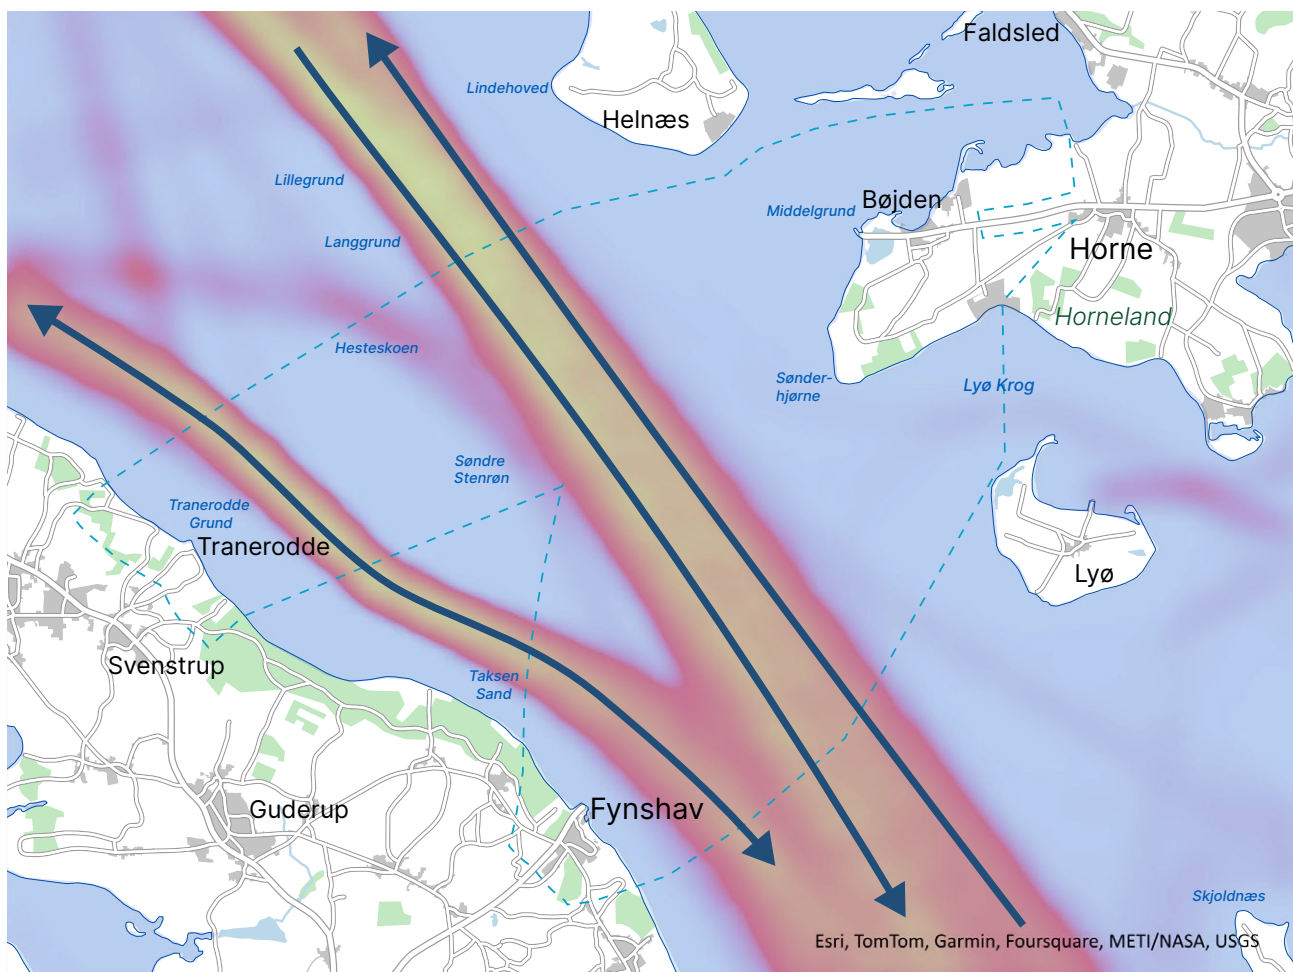 Faldsled
Lindehoved
Helnæs
Lillegrund
Bøjden
Middelgrund
Langgrund
Horne
Horneland
Hesteskoen
Sønder-
hjørne
Lyø Krog
Søndre
Stenrøn
Tranerodde
Grund
Tranerodde
Lyø
Svenstrup
Taksen
Sand
Guderup
Fynshav
Skjoldnæs
Esri, TomTom, Garmin, Foursquare, METI/NASA, USGS